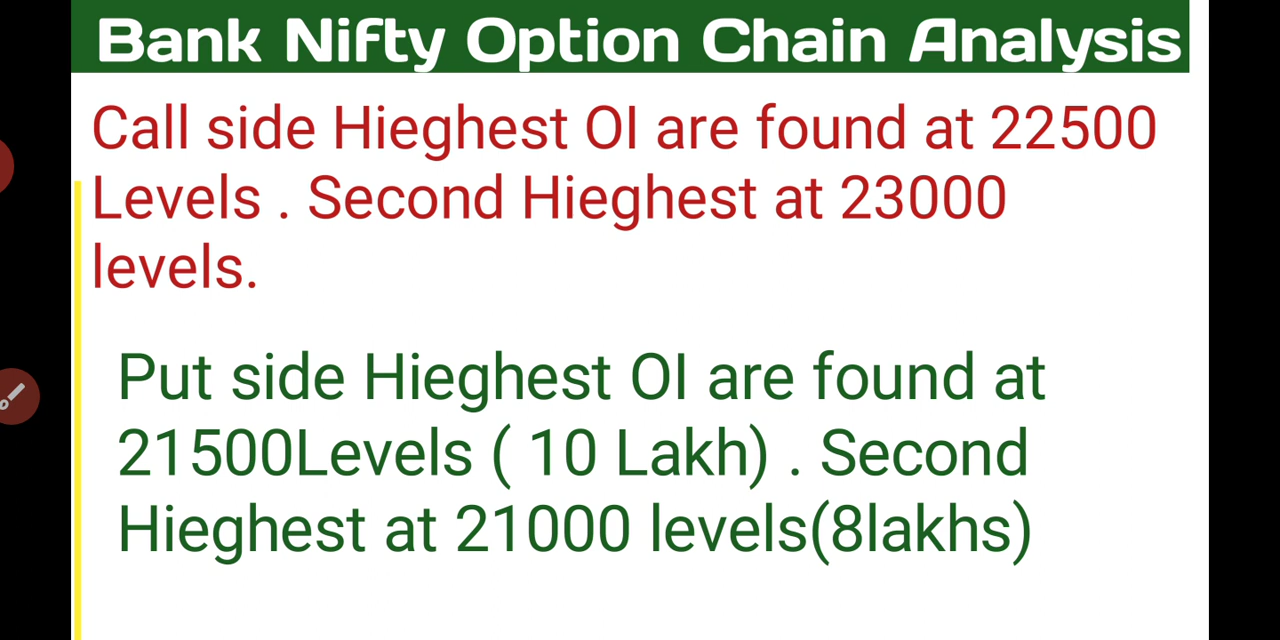 Bank Nifty Option Chain Analysis
Call side Hieghest OI are found at 22500
Levels . Second Hieghest at 23000
levels.
Put side Hieghest OI are found at
21500Levels ( 10 Lakh) . Second
Hieghest at 21000 levels(8lakhs)